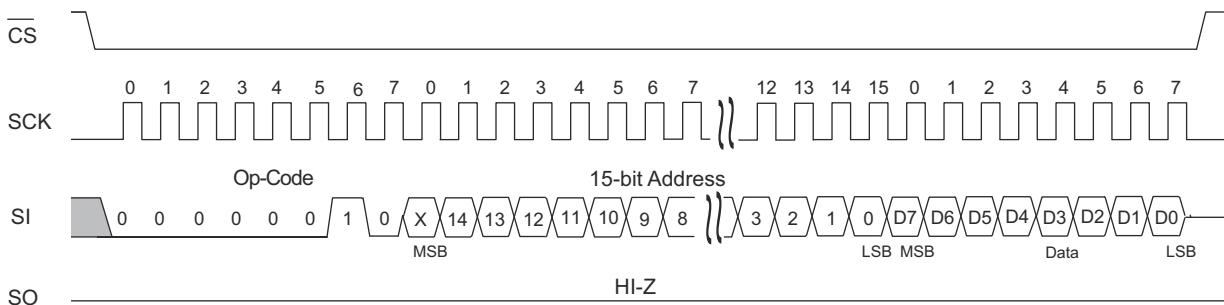 CS
0 1 2 3 4 5 6 7 0 1 2 3 4 5 6 7 12 13 14 15 0 1 2 3 4 5 6 7
SCK
Op-Code 15-bit Address
SI 0 0 0 0 0 0 1 0 X 14 13 12 11 10 9 8 3 2 1 0 D7 D6 D5 D4 D3 D2 D1 D0
MSB LSB MSB Data LSB
HI-Z
SO